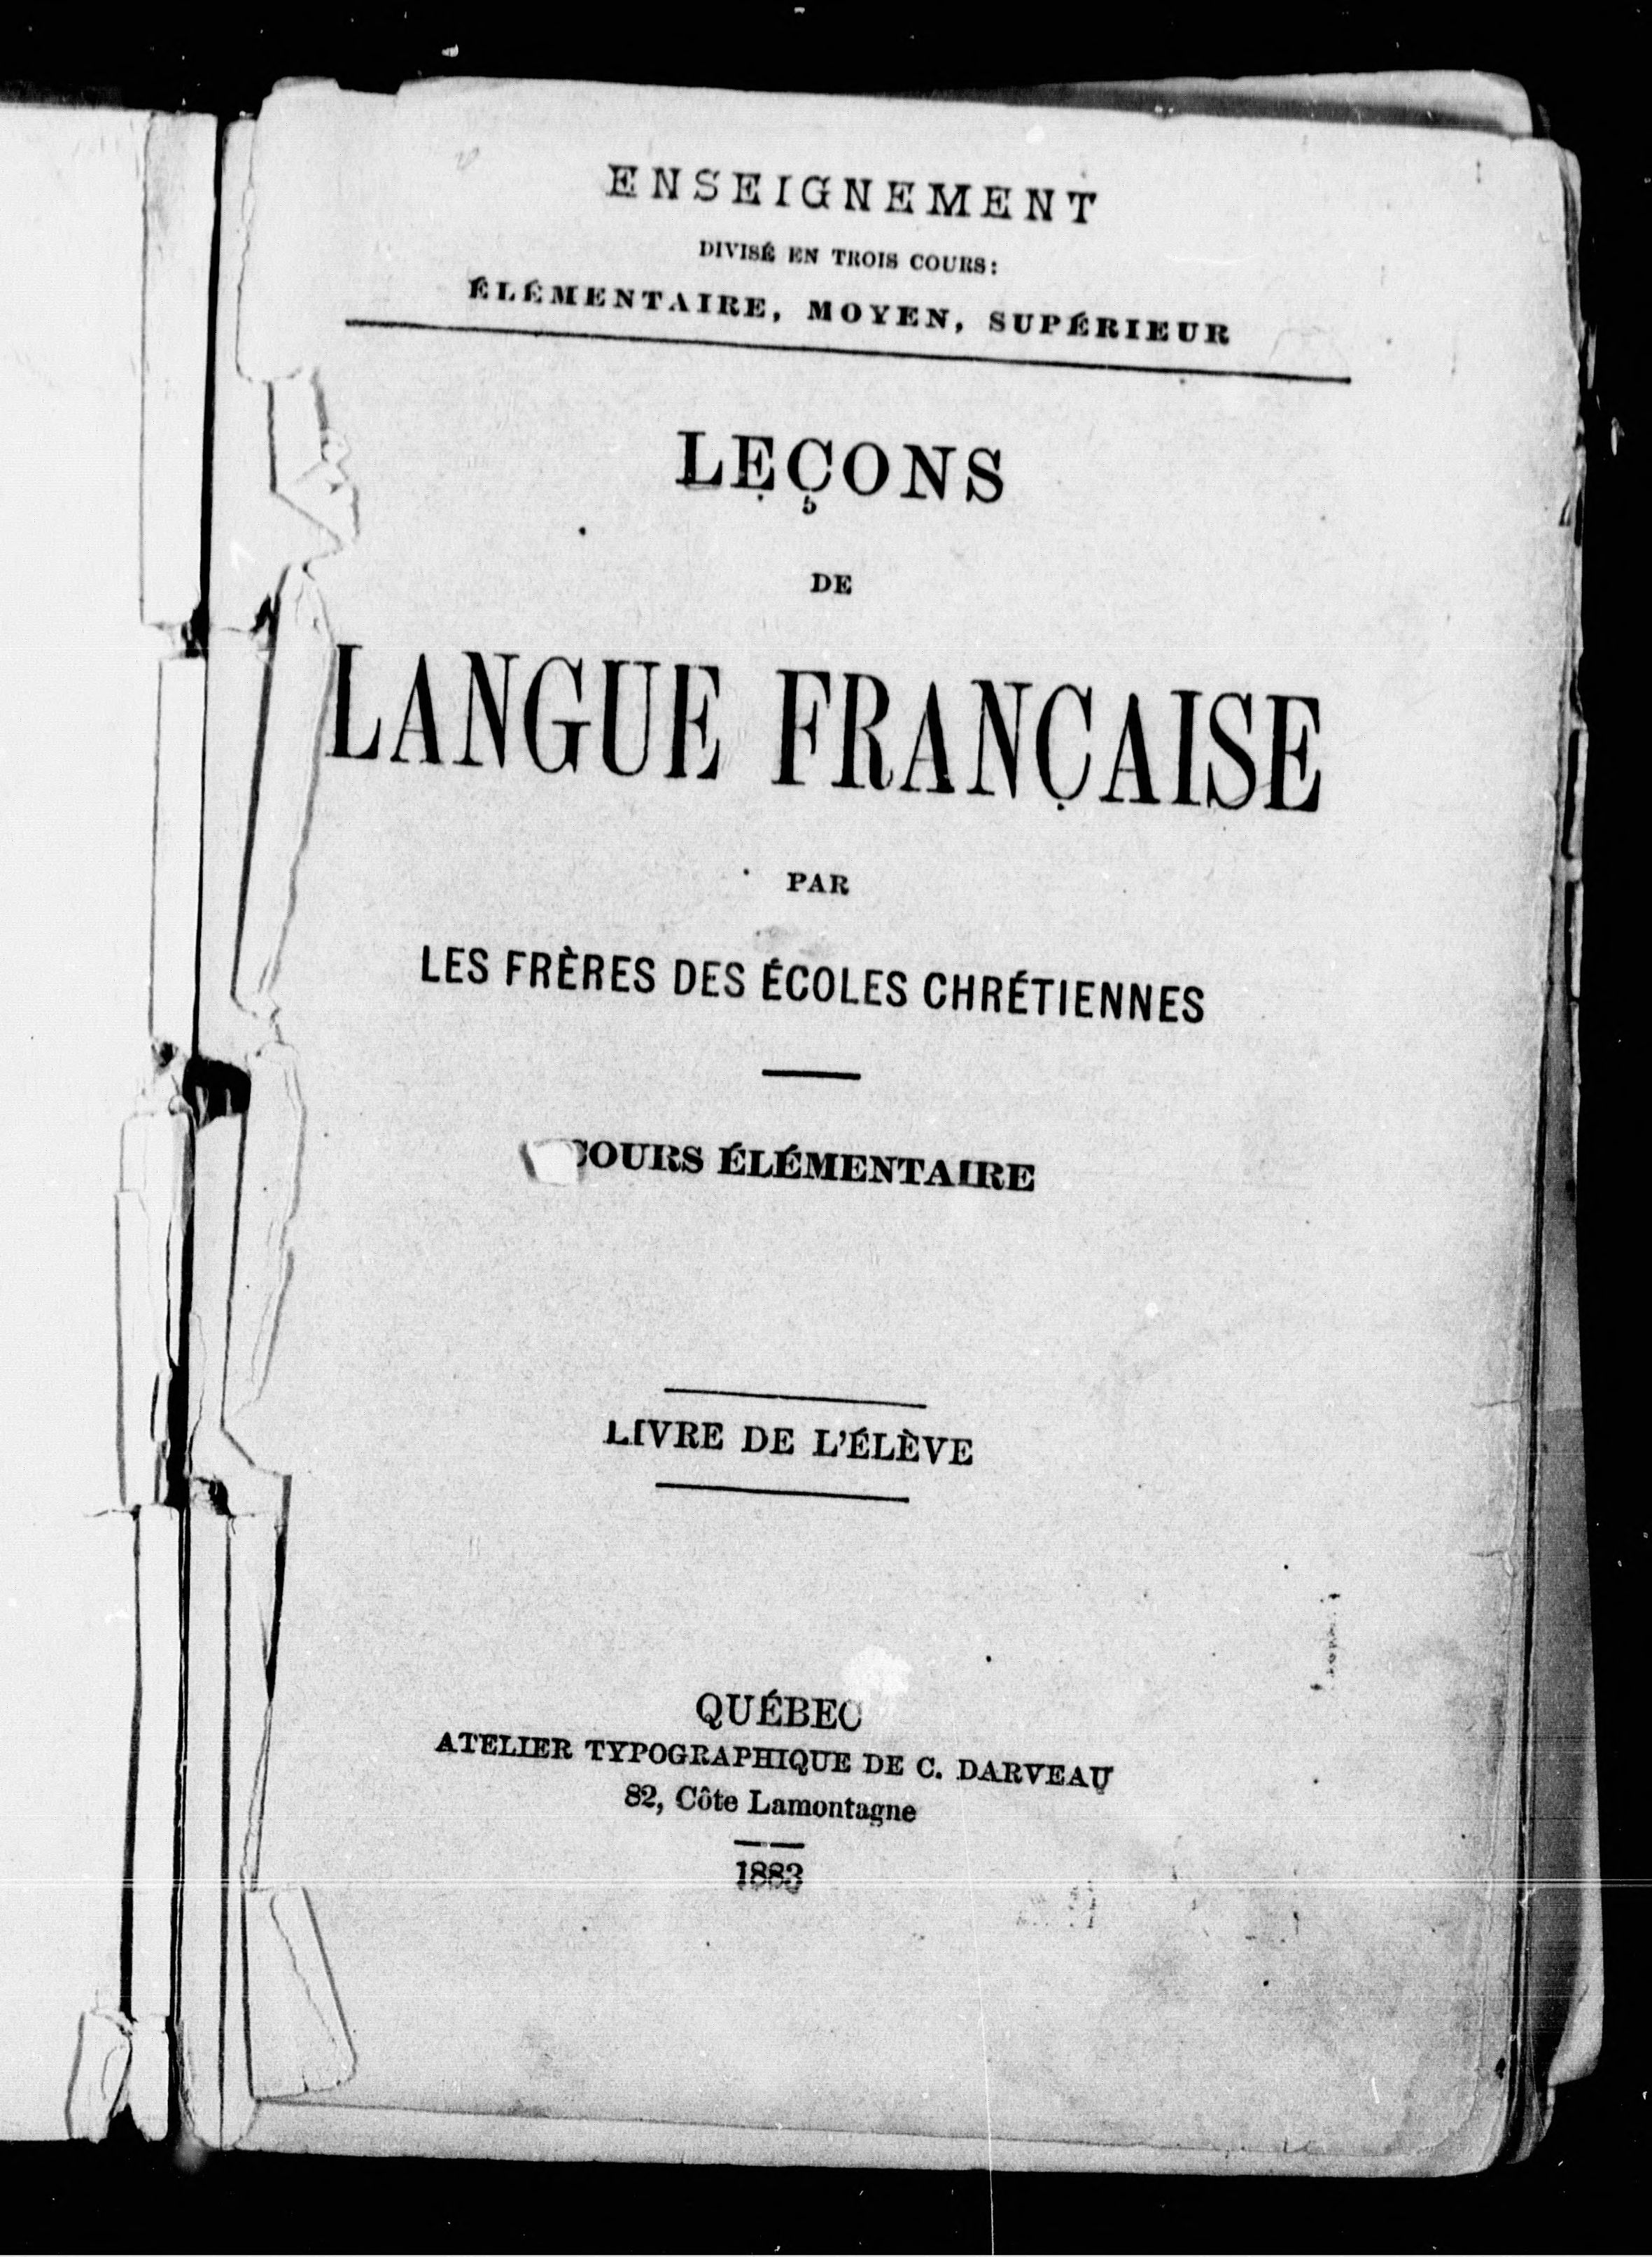 ENSEIGNEMENT
DIVISÉ EN TROIS COURS:
ÉLÉMENTAIRE, MOYEN, SUPÉRIEUR
LEÇONS
DE
LANGUE FRANÇAISE
PAR
LES FRÈRES DES ÉCOLES CHRÉTIENNES
COURS ÉLÉMENTAIRE
LIVRE DE L'ÉLÈVE
QUÉBEC
ATELIER TYPOGRAPHIQUE DE C. DARVEAU
82, Côte Lamontagne
1883